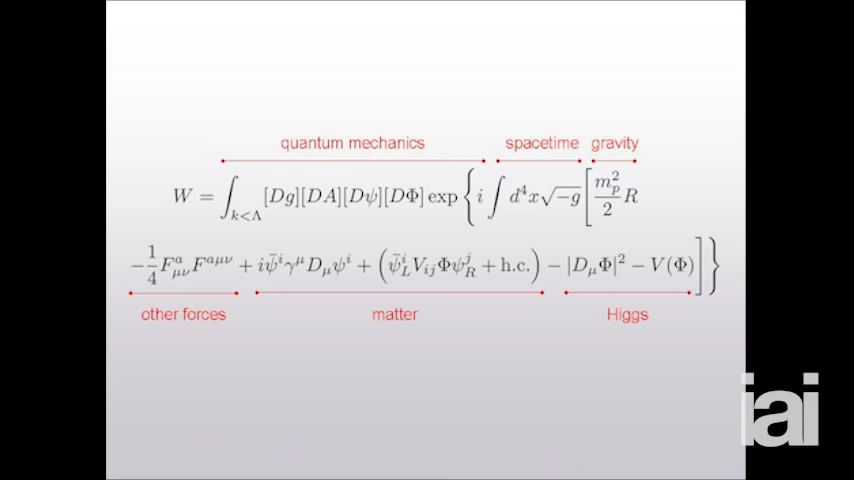 quantum mechanics spacetime gravity
W = ∫_{k<Λ} [Dg][DA][Dψ][DΦ] exp { i ∫ d⁴x √−g [ m_p²/2 R
− 1/4 F^a_{μν} F^{aμν} + i ψ̄^i γ^μ D_μ ψ^i + ( ψ̄^i_L V_{ij} Φ ψ^j_R + h.c. ) − |D_μ Φ|² − V(Φ) ] }
other forces matter Higgs
iai